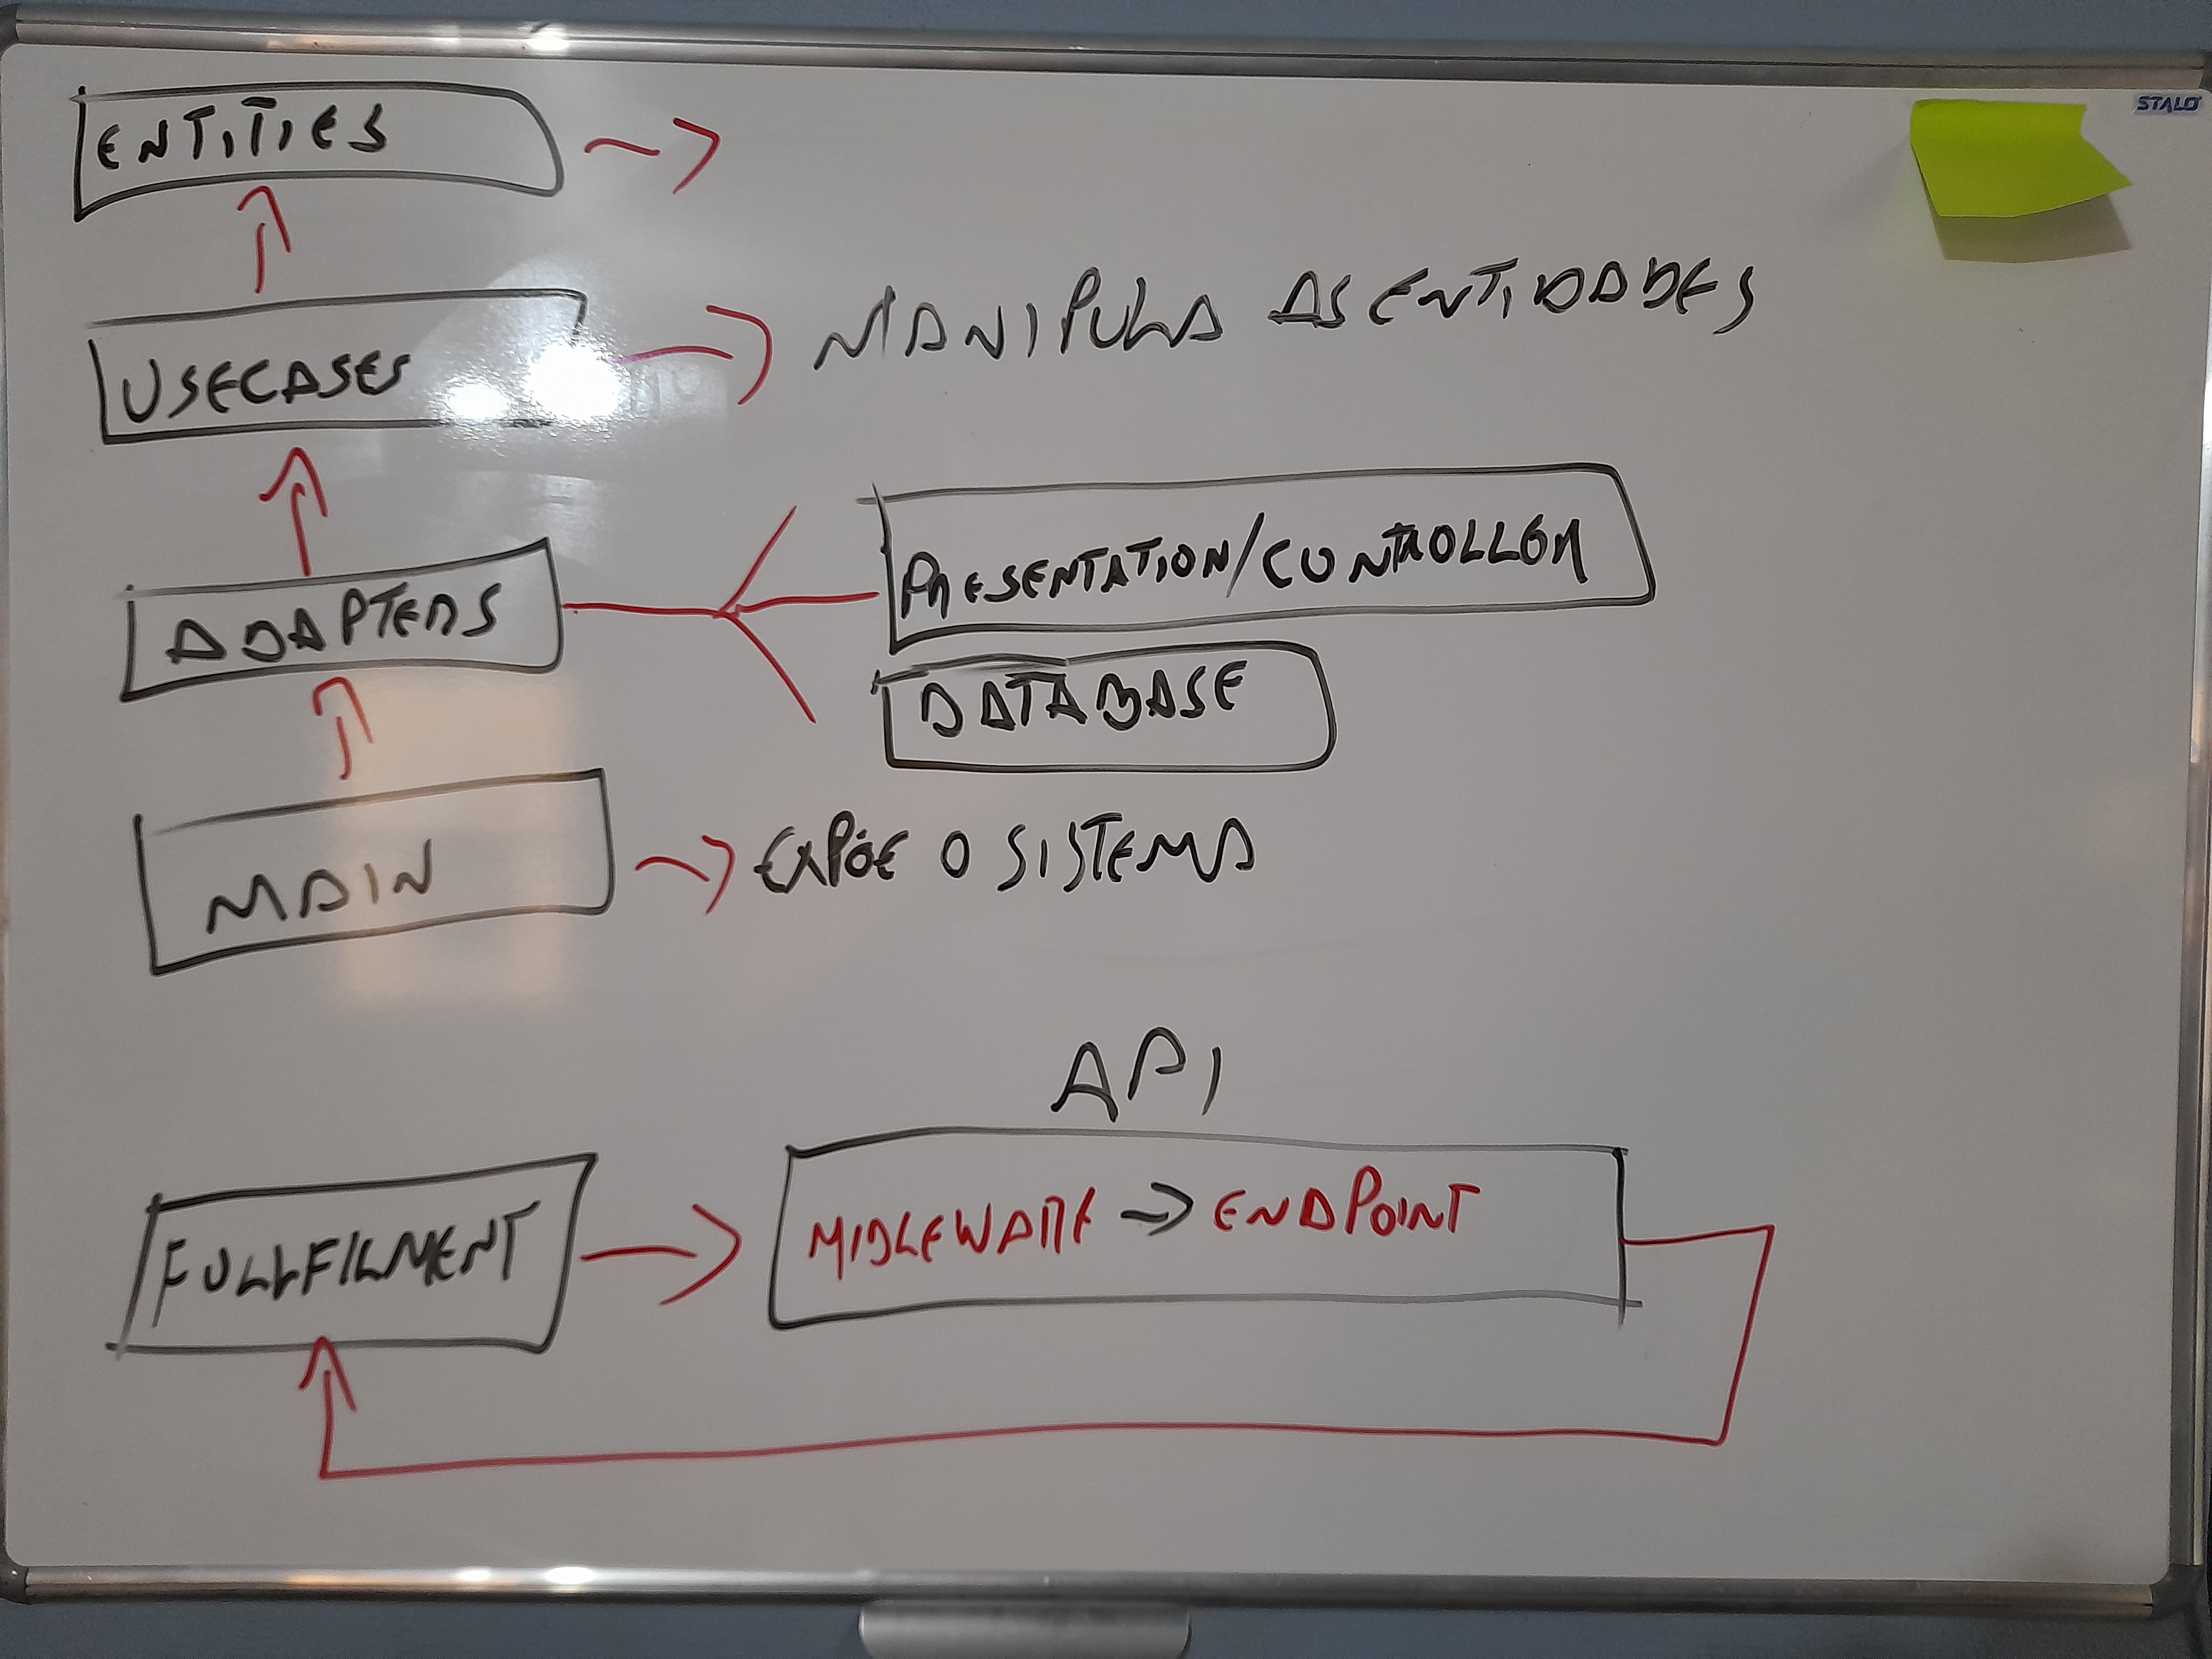 STALO
ENTITIES
USECASES
MANIPULA AS ENTIDADES
ADAPTERS
PRESENTATION/CONTROLLER
DATABASE
MAIN
EXPÕE O SISTEMA
API
FULLFILMENT
MIDLEWARE → ENDPOINT